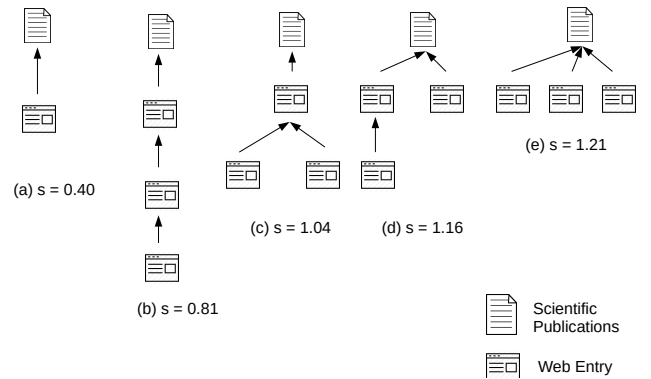 (a) s = 0.40
(b) s = 0.81
(c) s = 1.04
(d) s = 1.16
(e) s = 1.21
Scientific
Publications
Web Entry